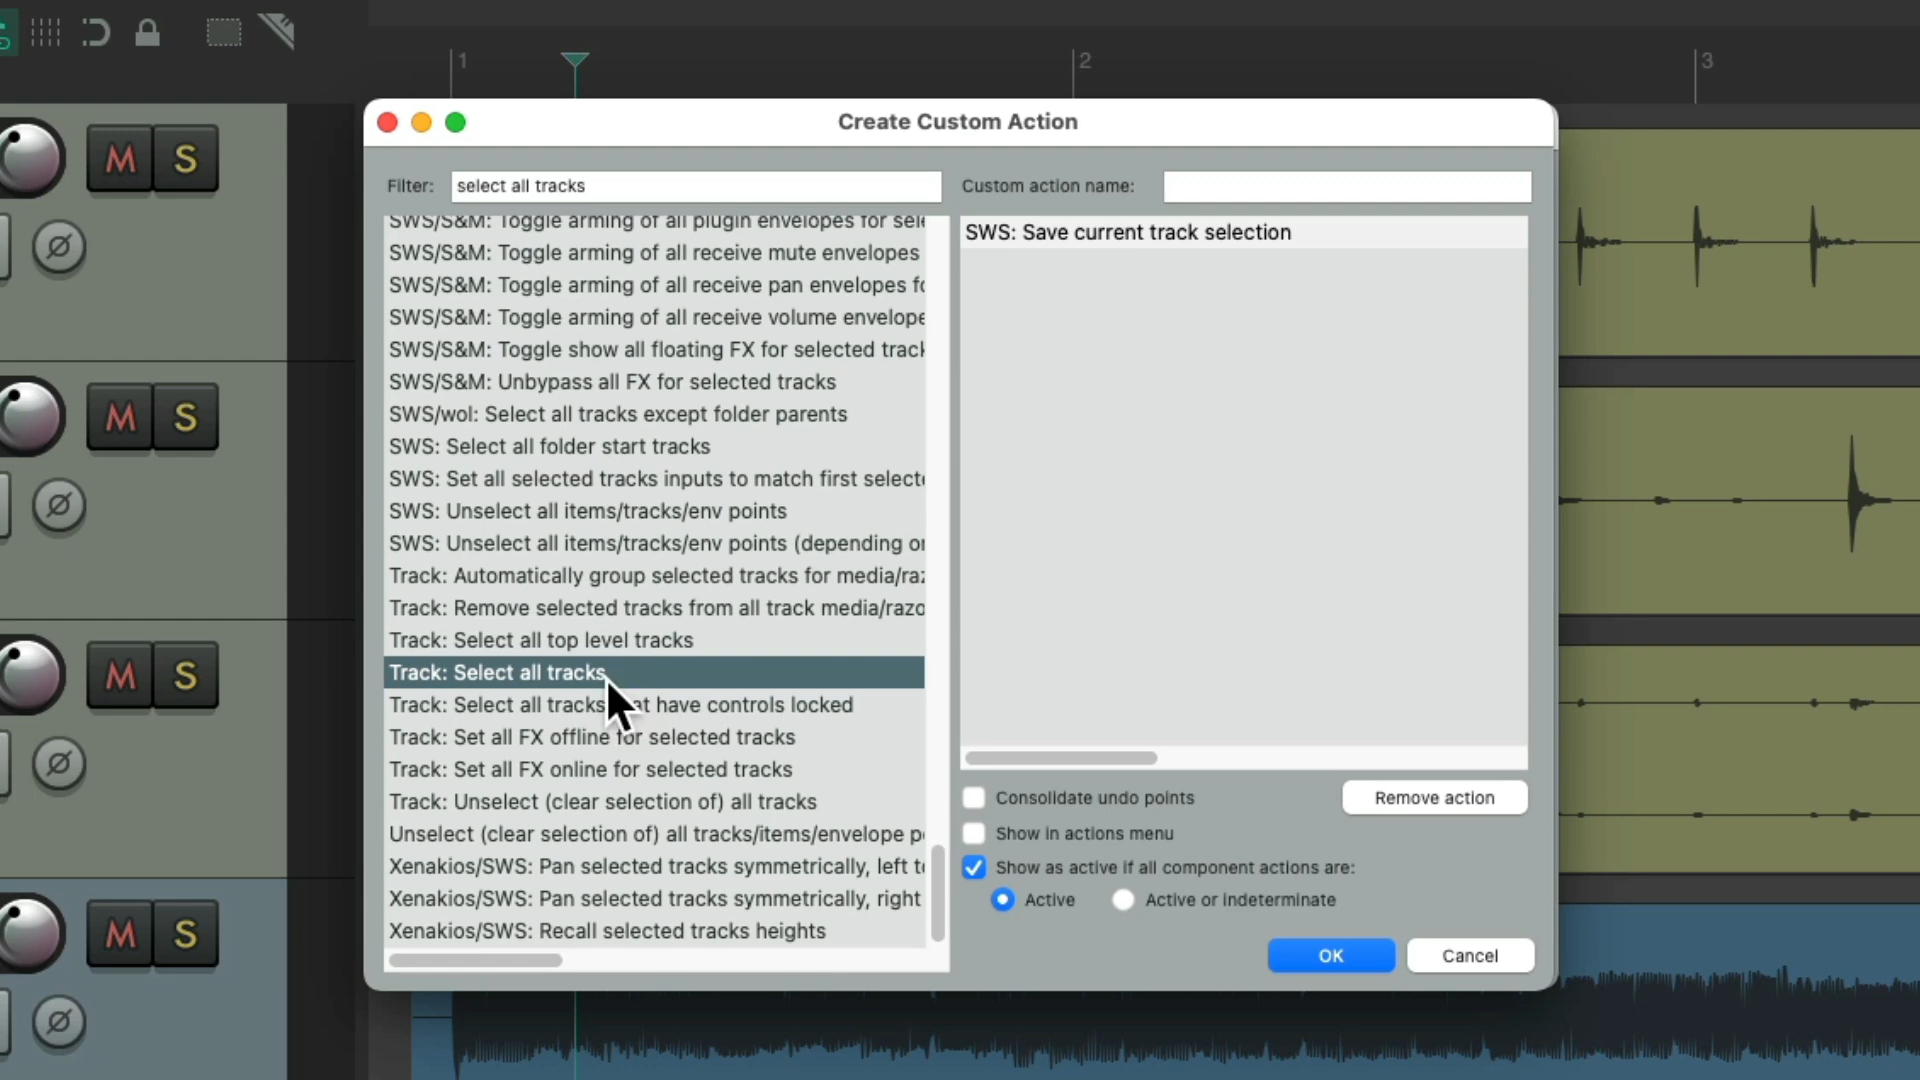 1
2
3
Create Custom Action
Filter: select all tracks
Custom action name:
SWS/S&M: Toggle arming of all plugin envelopes for sele
SWS/S&M: Toggle arming of all receive mute envelopes
SWS/S&M: Toggle arming of all receive pan envelopes fo
SWS/S&M: Toggle arming of all receive volume envelope
SWS/S&M: Toggle show all floating FX for selected track
SWS/S&M: Unbypass all FX for selected tracks
SWS/wol: Select all tracks except folder parents
SWS: Select all folder start tracks
SWS: Set all selected tracks inputs to match first selecte
SWS: Unselect all items/tracks/env points
SWS: Unselect all items/tracks/env points (depending on
Track: Automatically group selected tracks for media/raz
Track: Remove selected tracks from all track media/razo
Track: Select all top level tracks
Track: Select all tracks
Track: Select all tracks at have controls locked
Track: Set all FX offline for selected tracks
Track: Set all FX online for selected tracks
Track: Unselect (clear selection of) all tracks
Unselect (clear selection of) all tracks/items/envelope p
Xenakios/SWS: Pan selected tracks symmetrically, left t
Xenakios/SWS: Pan selected tracks symmetrically, right
Xenakios/SWS: Recall selected tracks heights
SWS: Save current track selection
Consolidate undo points
Remove action
Show in actions menu
Show as active if all component actions are:
Active
Active or indeterminate
OK
Cancel
M S
M S
M S
M S